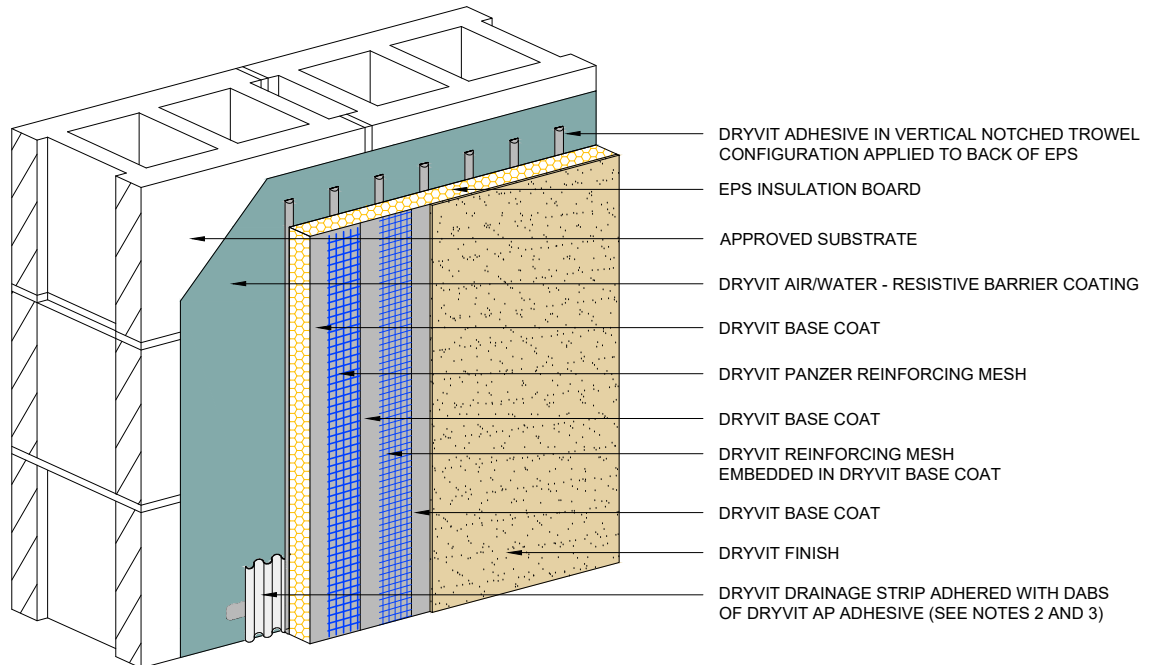 DRYVIT ADHESIVE IN VERTICAL NOTCHED TROWEL
CONFIGURATION APPLIED TO BACK OF EPS
EPS INSULATION BOARD
APPROVED SUBSTRATE
DRYVIT AIR/WATER - RESISTIVE BARRIER COATING
DRYVIT BASE COAT
DRYVIT PANZER REINFORCING MESH
DRYVIT BASE COAT
DRYVIT REINFORCING MESH
EMBEDDED IN DRYVIT BASE COAT
DRYVIT BASE COAT
DRYVIT FINISH
DRYVIT DRAINAGE STRIP ADHERED WITH DABS
OF DRYVIT AP ADHESIVE (SEE NOTES 2 AND 3)